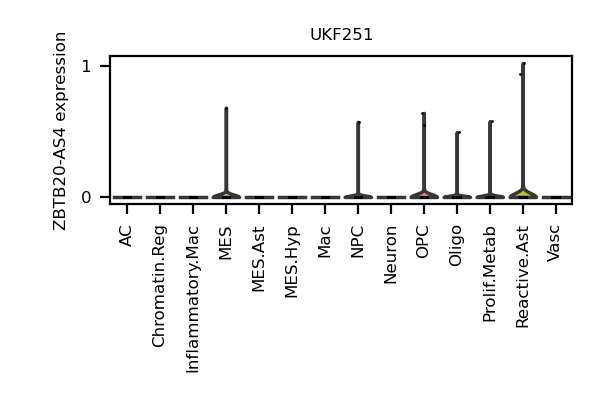 UKF251
ZBTB20-AS4 expression
1
0
AC
Chromatin.Reg
Inflammatory.Mac
MES
MES.Ast
MES.Hyp
Mac
NPC
Neuron
OPC
Oligo
Prolif.Metab
Reactive.Ast
Vasc